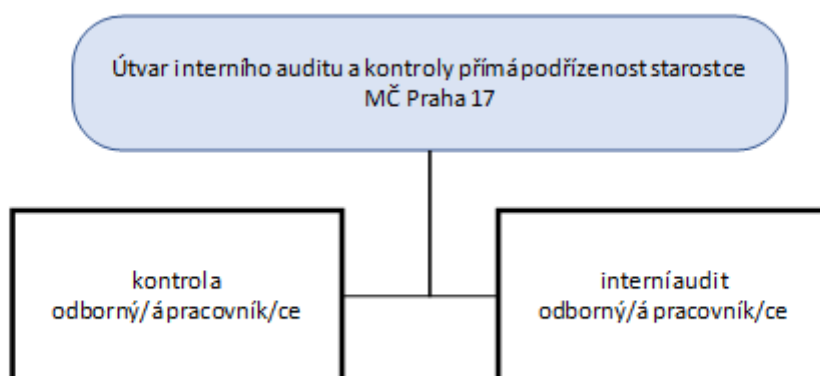 Útvar interního auditu a kontroly přímá podřízenost starostce
MČ Praha 17
kontrola
odborný/á pracovník/ce
interní audit
odborný/á pracovník/ce